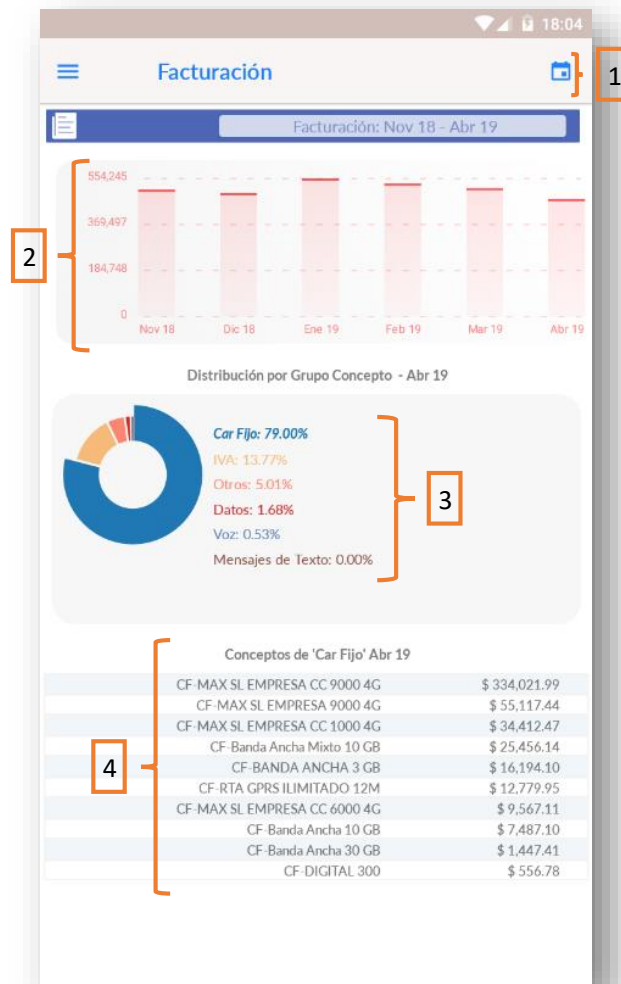 18:04
Facturación
1
Facturación: Nov 18 - Abr 19
554,245
369,497
184,748
0
2
Nov 18 Dic 18 Ene 19 Feb 19 Mar 19 Abr 19
Distribución por Grupo Concepto - Abr 19
Car Fijo: 79.00%
IVA: 13.77%
Otros: 5.01%
Datos: 1.68%
Voz: 0.53%
Mensajes de Texto: 0.00%
3
Conceptos de 'Car Fijo' Abr 19
CF-MAX SL EMPRESA CC 9000 4G $ 334,021.99
CF-MAX SL EMPRESA 9000 4G $ 55,117.44
CF-MAX SL EMPRESA CC 1000 4G $ 34,412.47
CF-Banda Ancha Mixto 10 GB $ 25,456.14
CF-BANDA ANCHA 3 GB $ 16,194.10
CF-RTA GPRS ILIMITADO 12M $ 12,779.95
CF-MAX SL EMPRESA CC 6000 4G $ 9,567.11
CF-Banda Ancha 10 GB $ 7,487.10
CF-Banda Ancha 30 GB $ 1,447.41
CF-DIGITAL 300 $ 556.78
4